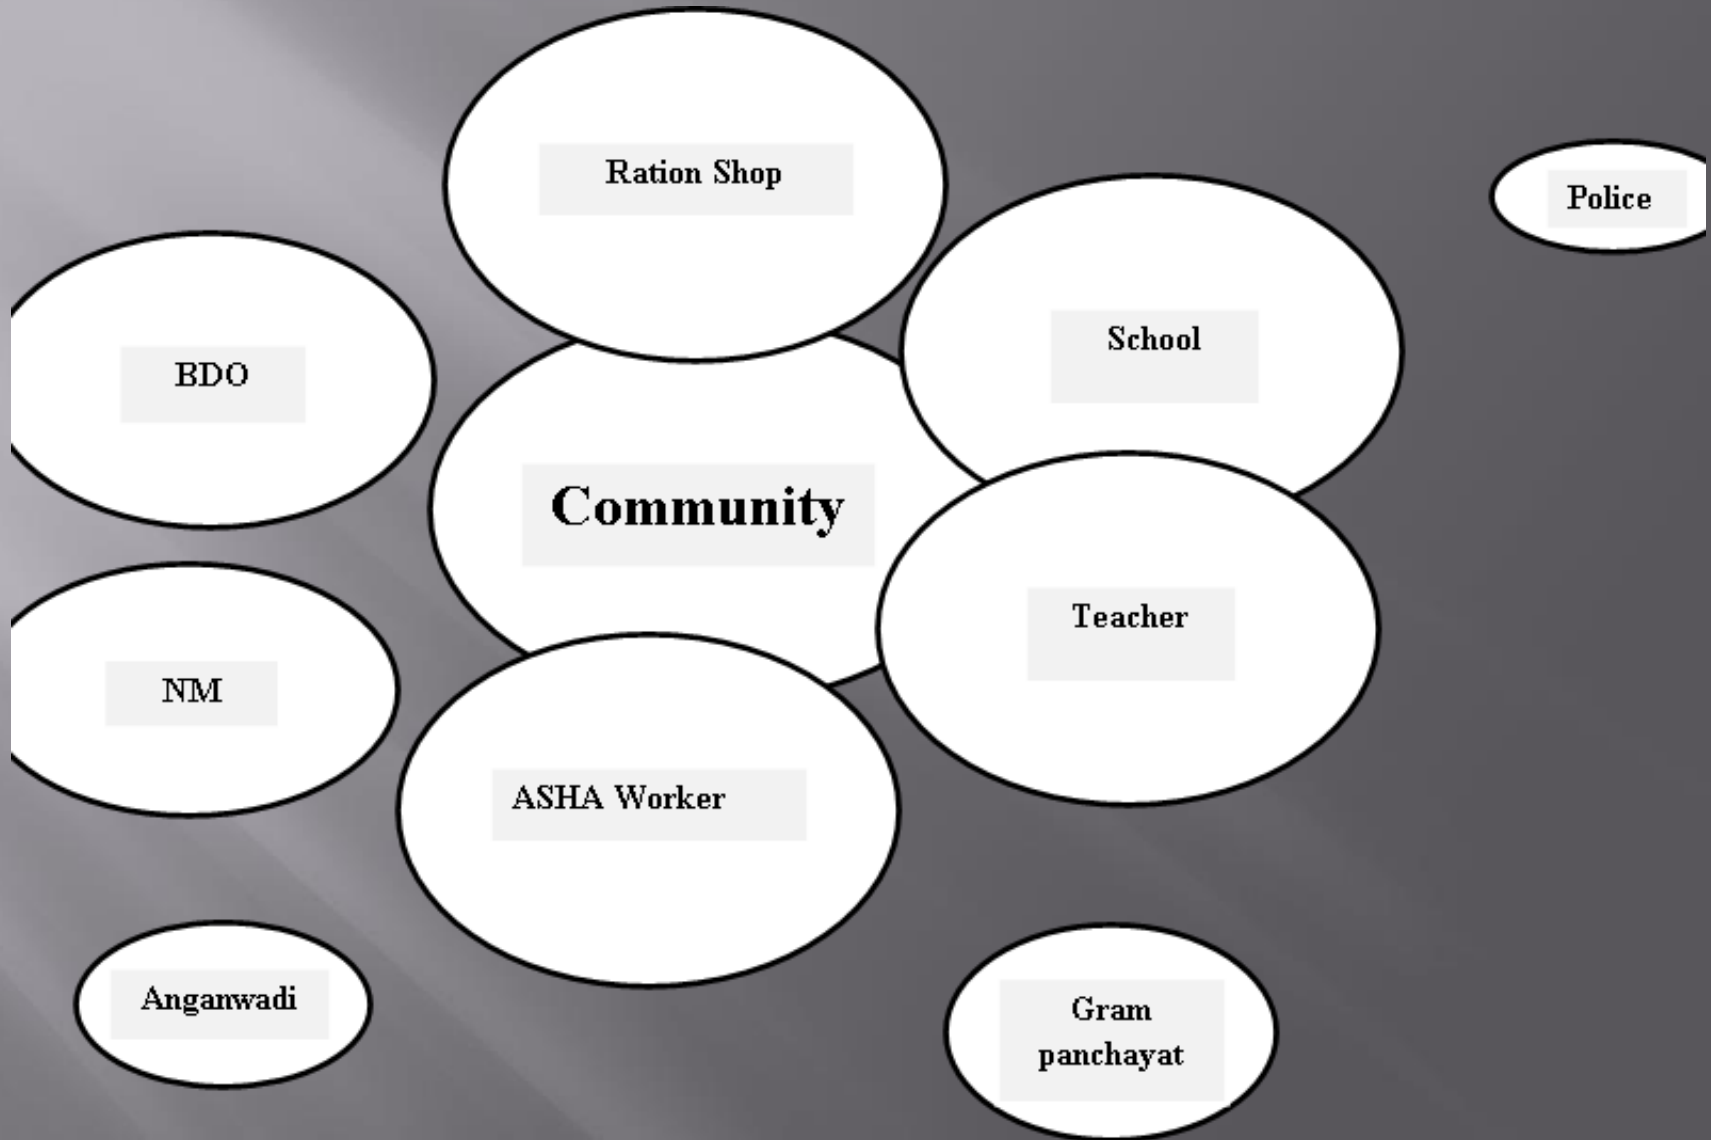 Ration Shop
Police
School
BDO
Community
Teacher
NM
ASHA Worker
Anganwadi
Gram
panchayat